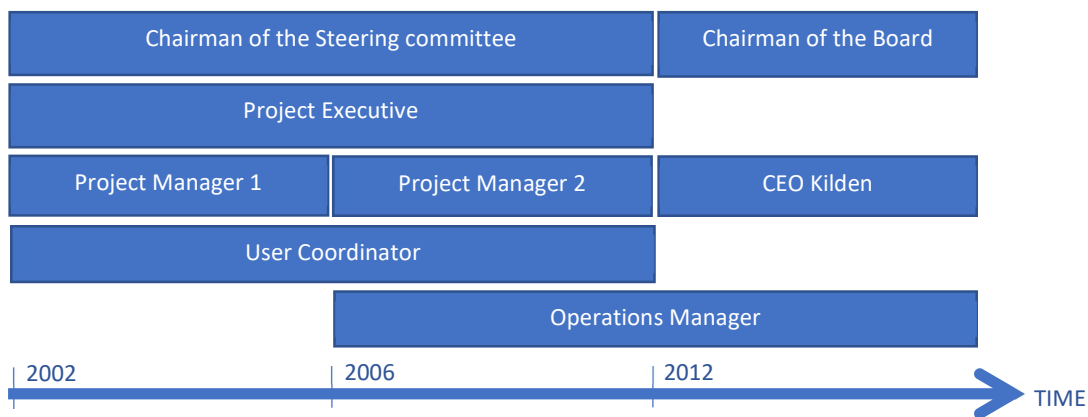 Chairman of the Steering committee
Chairman of the Board
Project Executive
Project Manager 1
Project Manager 2
CEO Kilden
User Coordinator
Operations Manager
2002
2006
2012
TIME